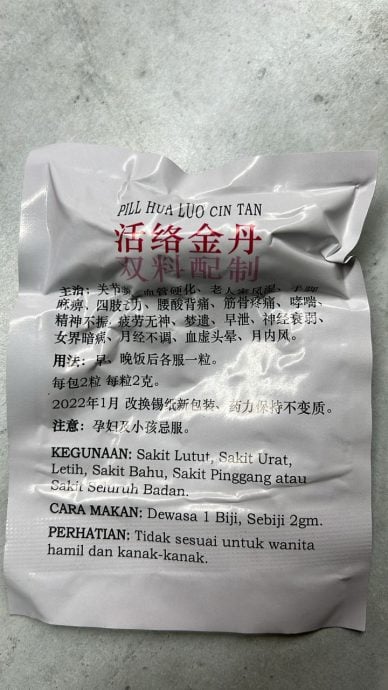 PILL HUA LUO CIN TAN
活络金丹
双料配制
主治：关节 血管硬化、老人 风湿、手脚
麻痹、四肢 力、腰酸背痛、筋骨疼痛、哮喘
精神不振、疲劳无神、梦遗、早泄、神经衰弱、
女界暗病、月经不调、血虚头晕、月内风。
用法：早、晚饭后各服一粒。
每包2粒 每粒2克。
2022年1月 改换锡纸新包装、药力保持不变质。
注意：孕妇及小孩忌服。
KEGUNAAN: Sakit Lutut, Sakit Urat,
Letih, Sakit Bahu, Sakit Pinggang atau
Sakit Seluruh Badan.
CARA MAKAN: Dewasa 1 Biji, Sebiji 2gm.
PERHATIAN: Tidak sesuai untuk wanita
hamil dan kanak-kanak.